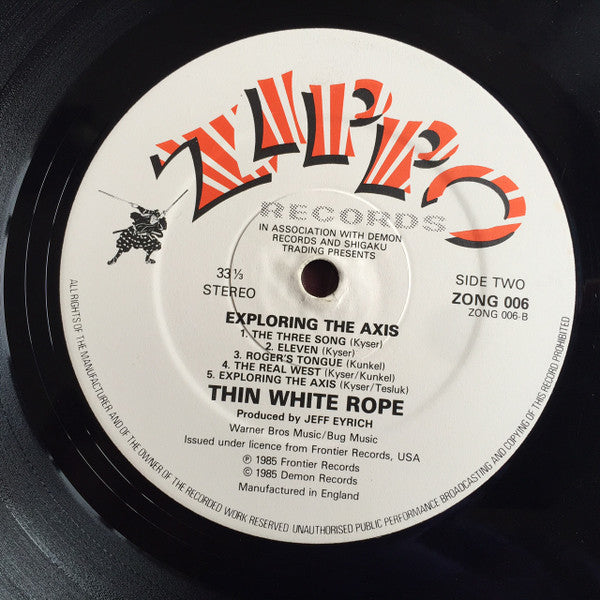 ZIPPO
RECORDS
IN ASSOCIATION WITH DEMON
RECORDS AND SHIGAKU
TRADING PRESENTS
33 1/3
STEREO
SIDE TWO
ZONG 006
ZONG 006-B
EXPLORING THE AXIS
1. THE THREE SONG (Kyser)
2. ELEVEN (Kyser)
3. ROGER'S TONGUE (Kunkel)
4. THE REAL WEST (Kyser/Kunkel)
5. EXPLORING THE AXIS (Kyser/Tesluk)
THIN WHITE ROPE
Produced by JEFF EYRICH
Warner Bros Music/Bug Music
Issued under licence from Frontier Records, USA
℗ 1985 Frontier Records
© 1985 Demon Records
Manufactured in England
ALL RIGHTS OF THE MANUFACTURER AND OF THE OWNER OF THE RECORDED WORK RESERVED UNAUTHORISED PUBLIC PERFORMANCE BROADCASTING AND COPYING OF THIS RECORD PROHIBITED